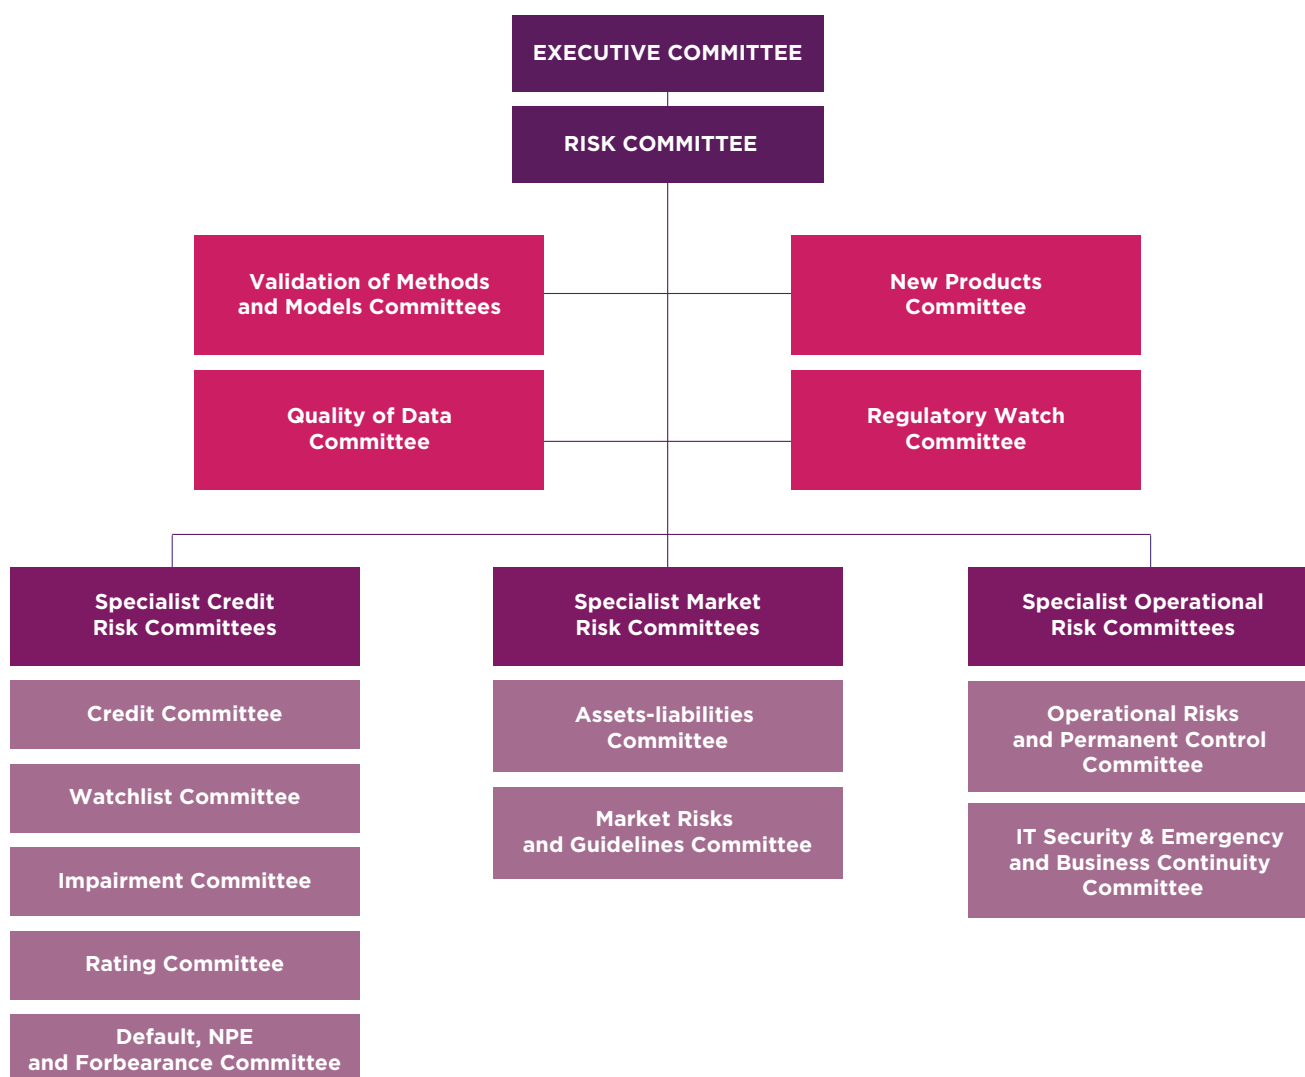 EXECUTIVE COMMITTEE
RISK COMMITTEE
Validation of Methods
and Models Committees
New Products
Committee
Quality of Data
Committee
Regulatory Watch
Committee
Specialist Credit
Risk Committees
Credit Committee
Watchlist Committee
Impairment Committee
Rating Committee
Default, NPE
and Forbearance Committee
Specialist Market
Risk Committees
Assets-liabilities
Committee
Market Risks
and Guidelines Committee
Specialist Operational
Risk Committees
Operational Risks
and Permanent Control
Committee
IT Security & Emergency
and Business Continuity
Committee